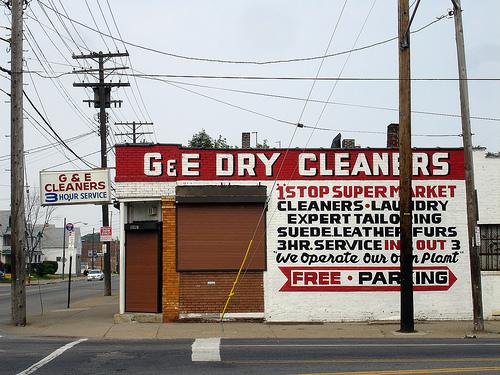 G & E DRY CLEANERS
G & E
CLEANERS
3 HOUR SERVICE
1 STOP SUPER MARKET
CLEANERS • LAUNDRY
EXPERT TAILORING
SUEDE.LEATHER.FURS
3HR. SERVICE IN OUT 3
"We Operate Our Own Plant"
FREE • PARKING